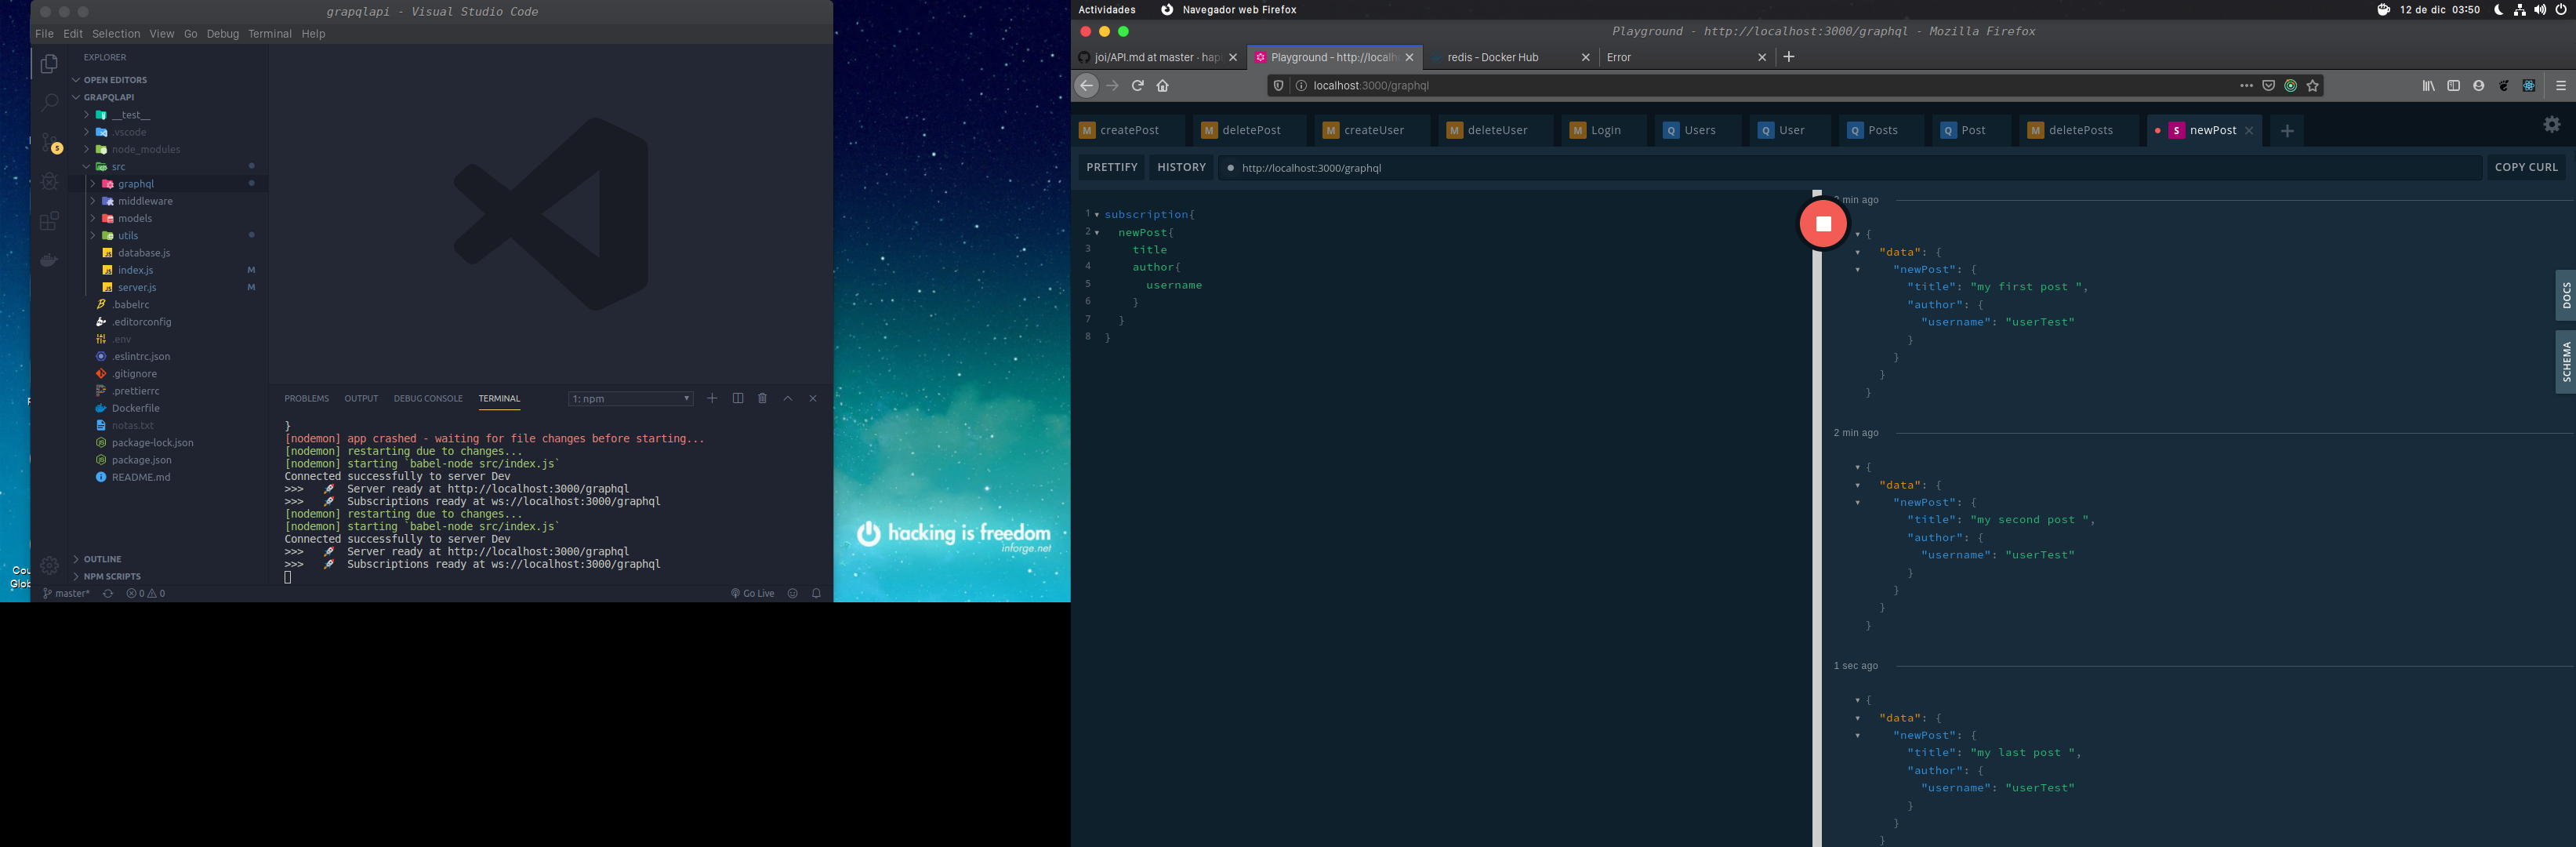 grapqlapi - Visual Studio Code
File Edit Selection View Go Debug Terminal Help
EXPLORER
OPEN EDITORS
GRAPQLAPI
__test__
.vscode
node_modules
src
graphql
middleware
models
utils
database.js
index.js M
server.js M
.babelrc
.editorconfig
.env
.eslintrc.json
.gitignore
.prettierrc
Dockerfile
notas.txt
package-lock.json
package.json
README.md
OUTLINE
NPM SCRIPTS
5
PROBLEMS OUTPUT DEBUG CONSOLE TERMINAL 1: npm
}
[nodemon] app crashed - waiting for file changes before starting...
[nodemon] restarting due to changes...
[nodemon] starting `babel-node src/index.js`
Connected successfully to server Dev
>>> 🚀 Server ready at http://localhost:3000/graphql
>>> 🚀 Subscriptions ready at ws://localhost:3000/graphql
[nodemon] restarting due to changes...
[nodemon] starting `babel-node src/index.js`
Connected successfully to server Dev
>>> 🚀 Server ready at http://localhost:3000/graphql
>>> 🚀 Subscriptions ready at ws://localhost:3000/graphql
master* 0 0 Go Live
hacking is freedom
inforge.net
Actividades Navegador web Firefox 12 de dic 03:50
Playground - http://localhost:3000/graphql - Mozilla Firefox
joi/API.md at master · hapi Playground - http://localh redis - Docker Hub Error
localhost:3000/graphql
M createPost M deletePost M createUser M deleteUser M Login Q Users Q User Q Posts Q Post M deletePosts S newPost
PRETTIFY HISTORY http://localhost:3000/graphql COPY CURL
1 subscription{
2 newPost{
3 title
4 author{
5 username
6 }
7 }
8 }
min ago
{
"data": {
"newPost": {
"title": "my first post ",
"author": {
"username": "userTest"
}
}
}
}
2 min ago
{
"data": {
"newPost": {
"title": "my second post ",
"author": {
"username": "userTest"
}
}
}
}
1 sec ago
{
"data": {
"newPost": {
"title": "my last post ",
"author": {
"username": "userTest"
}
}
}
DOCS
SCHEMA